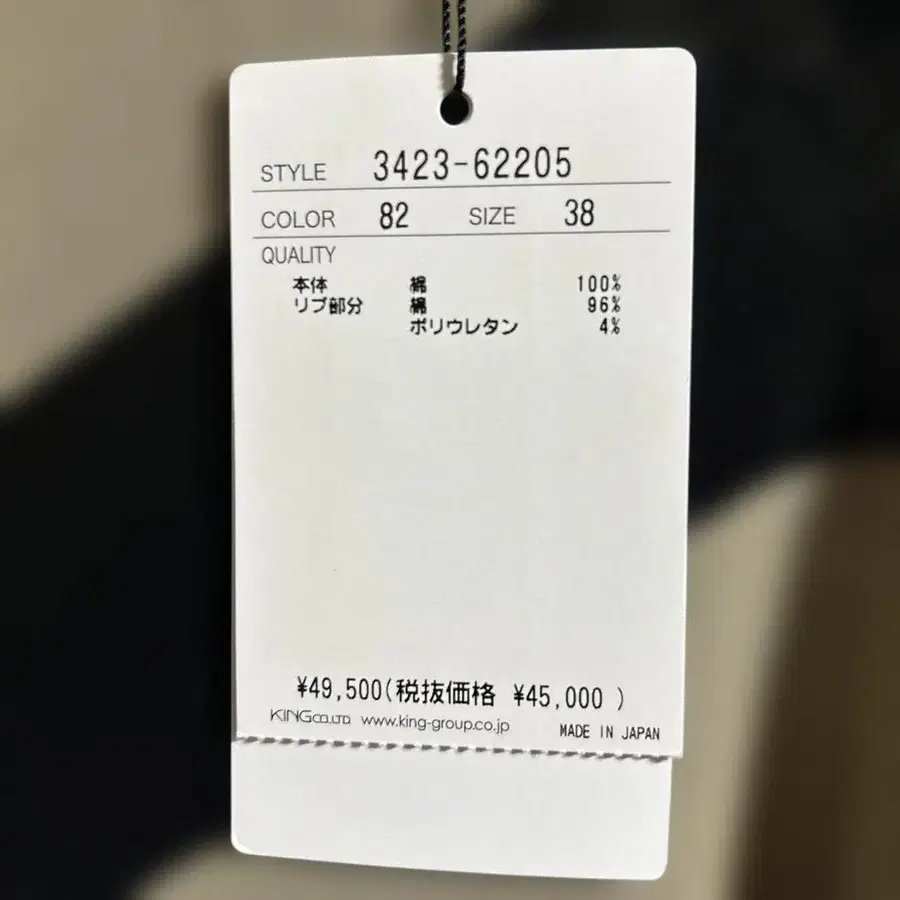 STYLE 3423-62205
COLOR 82 SIZE 38
QUALITY
本体 綿 100%
リブ部分 綿 96%
ポリウレタン 4%
¥49,500(税抜価格 ¥45,000 )
KING CO.,LTD. www.king-group.co.jp MADE IN JAPAN